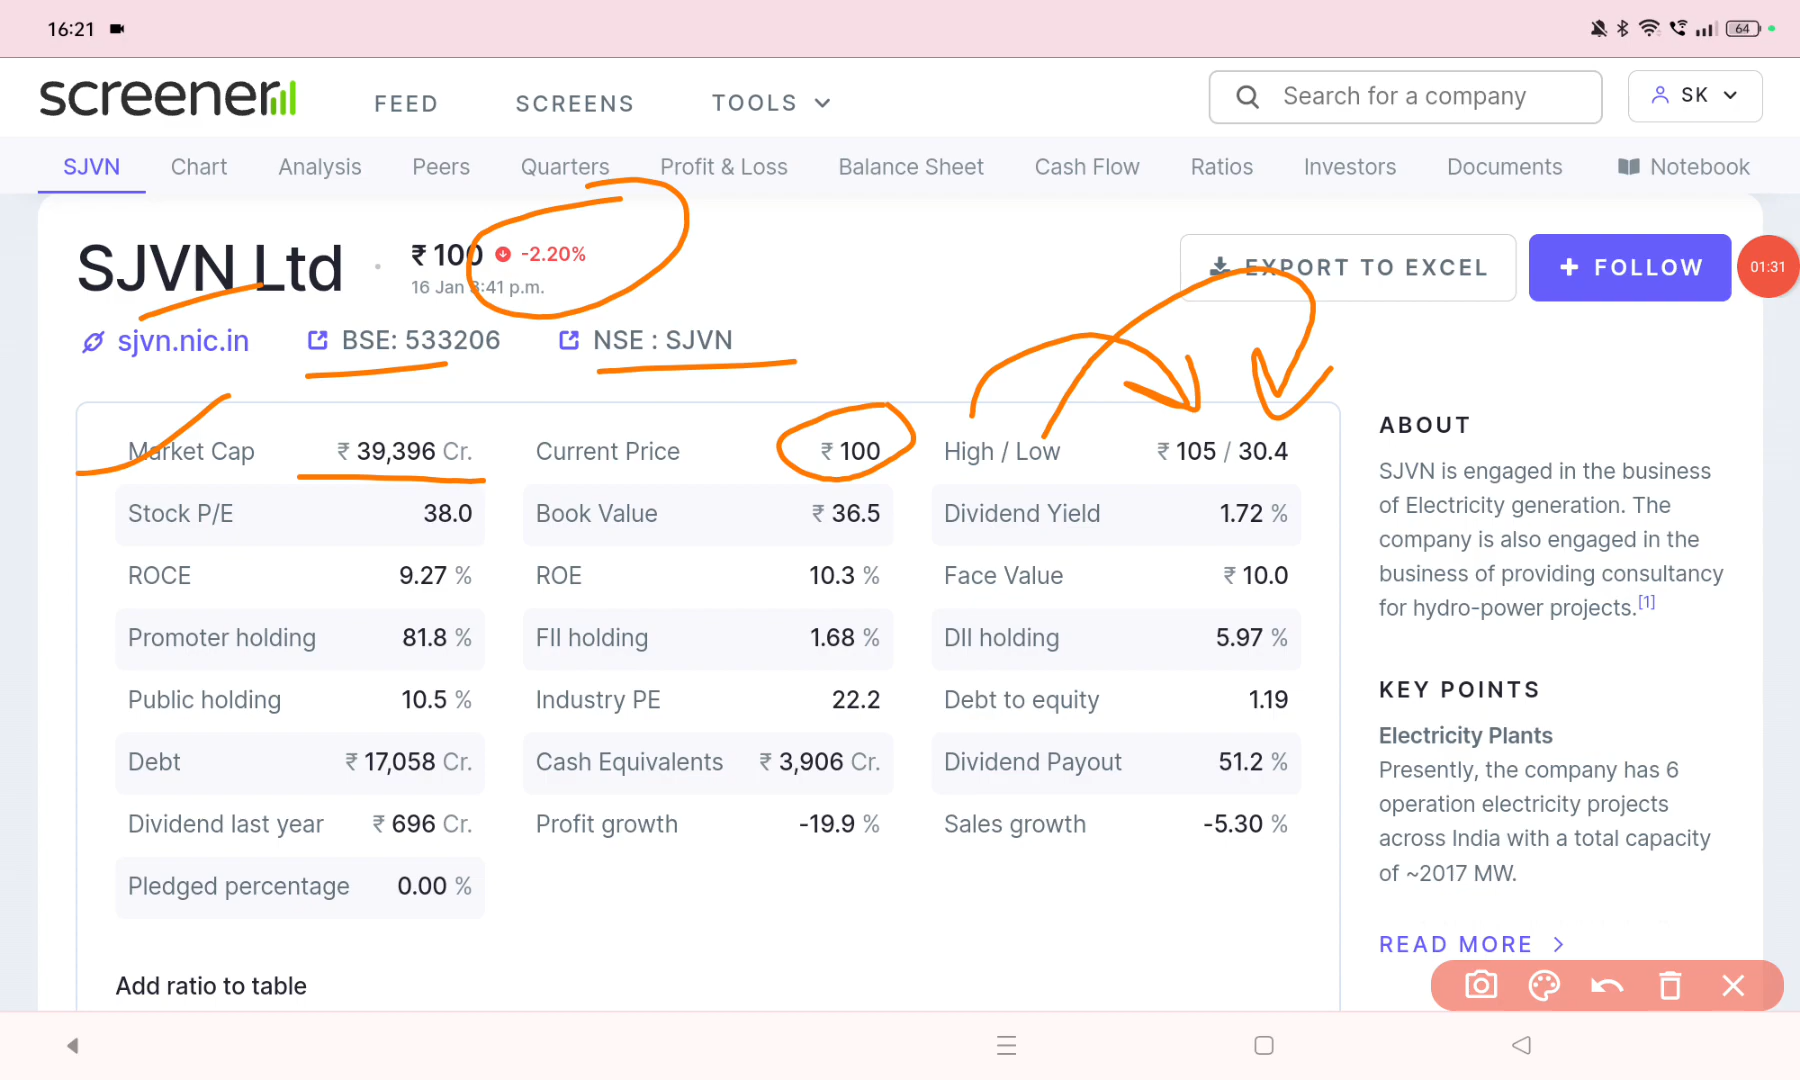 16:21
64
screener
FEED
SCREENS
TOOLS
Search for a company
SK
SJVN
Chart
Analysis
Peers
Quarters
Profit & Loss
Balance Sheet
Cash Flow
Ratios
Investors
Documents
Notebook
SJVN Ltd
₹ 100 -2.20%
16 Jan 3:41 p.m.
EXPORT TO EXCEL
+ FOLLOW
01:31
sjvn.nic.in
BSE: 533206
NSE : SJVN
Market Cap ₹ 39,396 Cr.
Current Price ₹ 100
High / Low ₹ 105 / 30.4
Stock P/E 38.0
Book Value ₹ 36.5
Dividend Yield 1.72 %
ROCE 9.27 %
ROE 10.3 %
Face Value ₹ 10.0
Promoter holding 81.8 %
FII holding 1.68 %
DII holding 5.97 %
Public holding 10.5 %
Industry PE 22.2
Debt to equity 1.19
Debt ₹ 17,058 Cr.
Cash Equivalents ₹ 3,906 Cr.
Dividend Payout 51.2 %
Dividend last year ₹ 696 Cr.
Profit growth -19.9 %
Sales growth -5.30 %
Pledged percentage 0.00 %
Add ratio to table
ABOUT
SJVN is engaged in the business
of Electricity generation. The
company is also engaged in the
business of providing consultancy
for hydro-power projects.[1]
KEY POINTS
Electricity Plants
Presently, the company has 6
operation electricity projects
across India with a total capacity
of ~2017 MW.
READ MORE